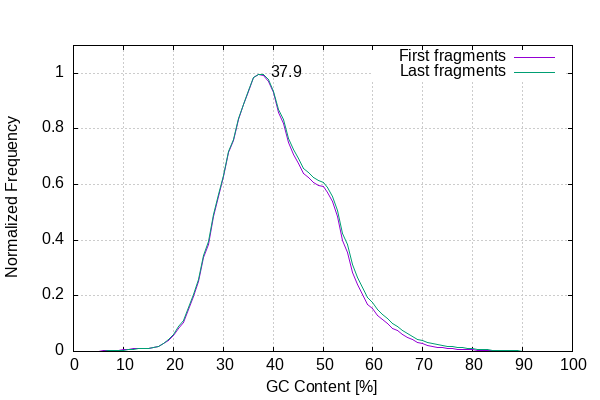 First fragments
Last fragments
37.9
1
0.8
0.6
0.4
0.2
0
Normalized Frequency
0 10 20 30 40 50 60 70 80 90 100
GC Content [%]